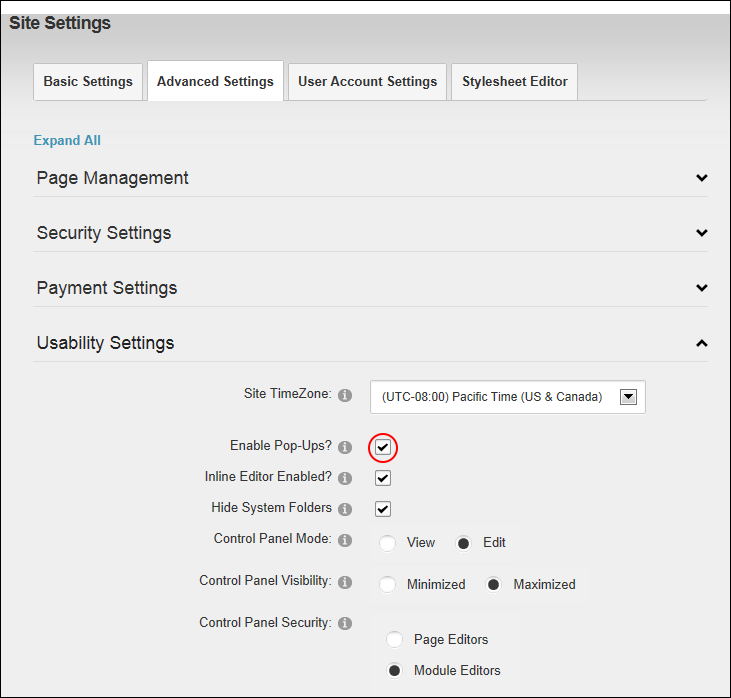 Site Settings
Basic Settings Advanced Settings User Account Settings Stylesheet Editor
Expand All
Page Management
Security Settings
Payment Settings
Usability Settings
Site TimeZone: (UTC-08:00) Pacific Time (US & Canada)
Enable Pop-Ups?
Inline Editor Enabled?
Hide System Folders
Control Panel Mode: View Edit
Control Panel Visibility: Minimized Maximized
Control Panel Security:
Page Editors
Module Editors